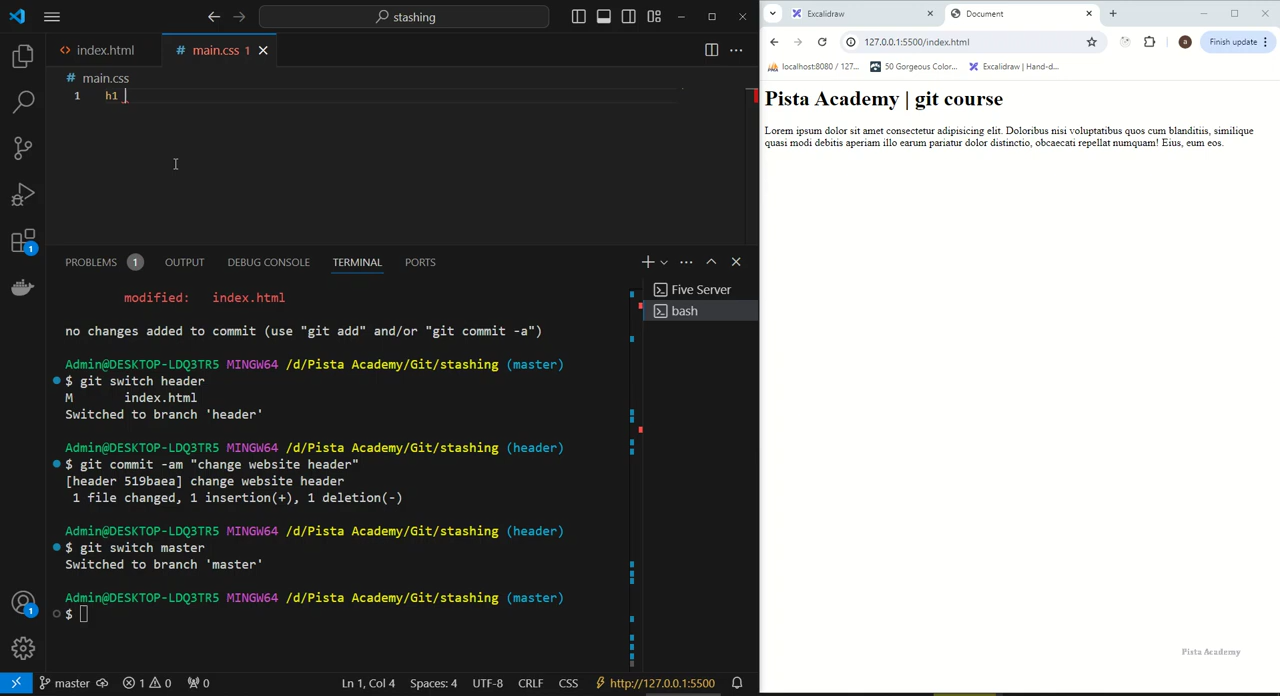 stashing
index.html
# main.css 1
# main.css
1 h1
PROBLEMS 1 OUTPUT DEBUG CONSOLE TERMINAL PORTS
Five Server
bash
modified: index.html
no changes added to commit (use "git add" and/or "git commit -a")
Admin@DESKTOP-LDQ3TR5 MINGW64 /d/Pista Academy/Git/stashing (master)
$ git switch header
M index.html
Switched to branch 'header'
Admin@DESKTOP-LDQ3TR5 MINGW64 /d/Pista Academy/Git/stashing (header)
$ git commit -am "change website header"
[header 519baea] change website header
1 file changed, 1 insertion(+), 1 deletion(-)
Admin@DESKTOP-LDQ3TR5 MINGW64 /d/Pista Academy/Git/stashing (header)
$ git switch master
Switched to branch 'master'
Admin@DESKTOP-LDQ3TR5 MINGW64 /d/Pista Academy/Git/stashing (master)
$
1
1
master 1 0 0 Ln 1, Col 4 Spaces: 4 UTF-8 CRLF CSS http://127.0.0.1:5500
Excalidraw
Document
127.0.0.1:5500/index.html
a
Finish update
localhost:8080 / 127...
50 Gorgeous Color...
Excalidraw | Hand-d...
Pista Academy | git course
Lorem ipsum dolor sit amet consectetur adipisicing elit. Doloribus nisi voluptatibus quos cum blanditiis, similique
quasi modi debitis aperiam illo earum pariatur dolor distinctio, obcaecati repellat numquam! Eius, eum eos.
Pista Academy